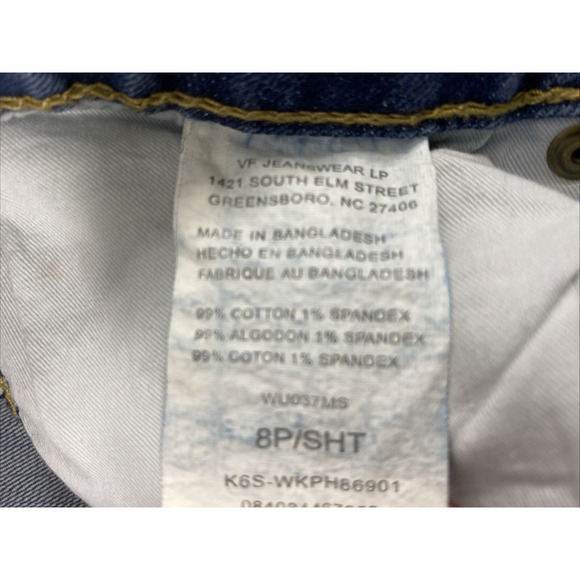 VF JEANSWEAR LP
1421 SOUTH ELM STREET
GREENSBORO, NC 27406
MADE IN BANGLADESH
HECHO EN BANGLADESH
FABRIQUE AU BANGLADESH
99% COTTON 1% SPANDEX
99% ALGODON 1% SPANDEX
99% COTON 1% SPANDEX
WU037MS
8P/SHT
K6S-WKPH86901